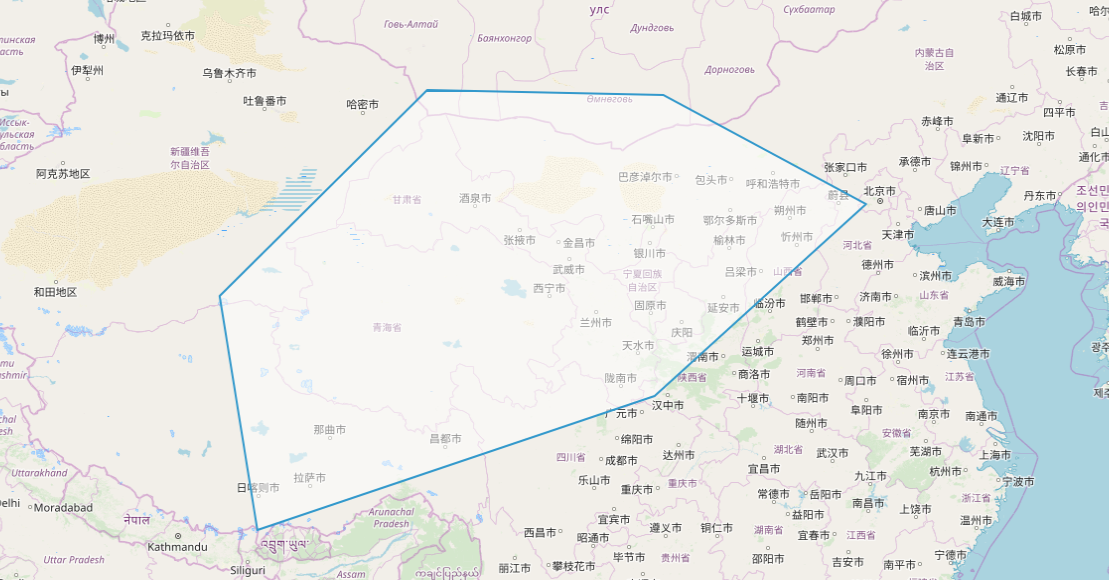 улс
Сүхбаатар
白城市
Говь-Алтай
Баянхонгор
Дундговь
克拉玛依市
博州
松原市
内蒙古自
治区
伊犁州
乌鲁木齐市
Дорноговь
长春市
吐鲁番市
哈密市
Өмнөговь
通辽市
四平市
赤峰市
沈阳市
阜新市
新疆维吾
尔自治区
张家口市
承德市
锦州市
通化市
阿克苏地区
巴彦淖尔市
包头市
呼和浩特市
北京市
辽宁省
丹东市
甘肃省
酒泉市
蔚县
朔州市
唐山市
大连市
石嘴山市
鄂尔多斯市
天津市
张掖市
金昌市
榆林市
忻州市
河北省
银川市
德州市
武威市
宁夏回族
自治区
吕梁市
山西省
滨州市
威海市
和田地区
西宁市
固原市
延安市
临汾市
邯郸市
济南市
山东省
青海省
兰州市
庆阳
鹤壁市
濮阳市
临沂市
青岛市
天水市
渭南市
运城市
郑州市
徐州市
连云港市
陇南市
陕西省
商洛市
河南省
周口市
宿州市
江苏省
汉中市
十堰市
南阳市
阜阳市
南京市
南通市
广元市
那曲市
昌都市
绵阳市
随州市
安徽省
四川省
成都市
达州市
湖北省
武汉市
芜湖市
上海市
Uttarakhand
日喀则市
拉萨市
乐山市
重庆市
重庆市
宜昌市
九江市
杭州市
宁波市
Moradabad
常德市
岳阳市
南昌市
浙江省
नेपाल
Arunachal
Pradesh
宜宾市
益阳市
上饶市
温州市
Kathmandu
འབྲུག་ཡུལ་
西昌市
昭通市
遵义市
铜仁市
湖南省
宜春市
江西省
Uttar Pradesh
Siliguri
Assam
丽江市
攀枝花市
毕节市
贵州省
邵阳市
吉安市
南平市
宁德市